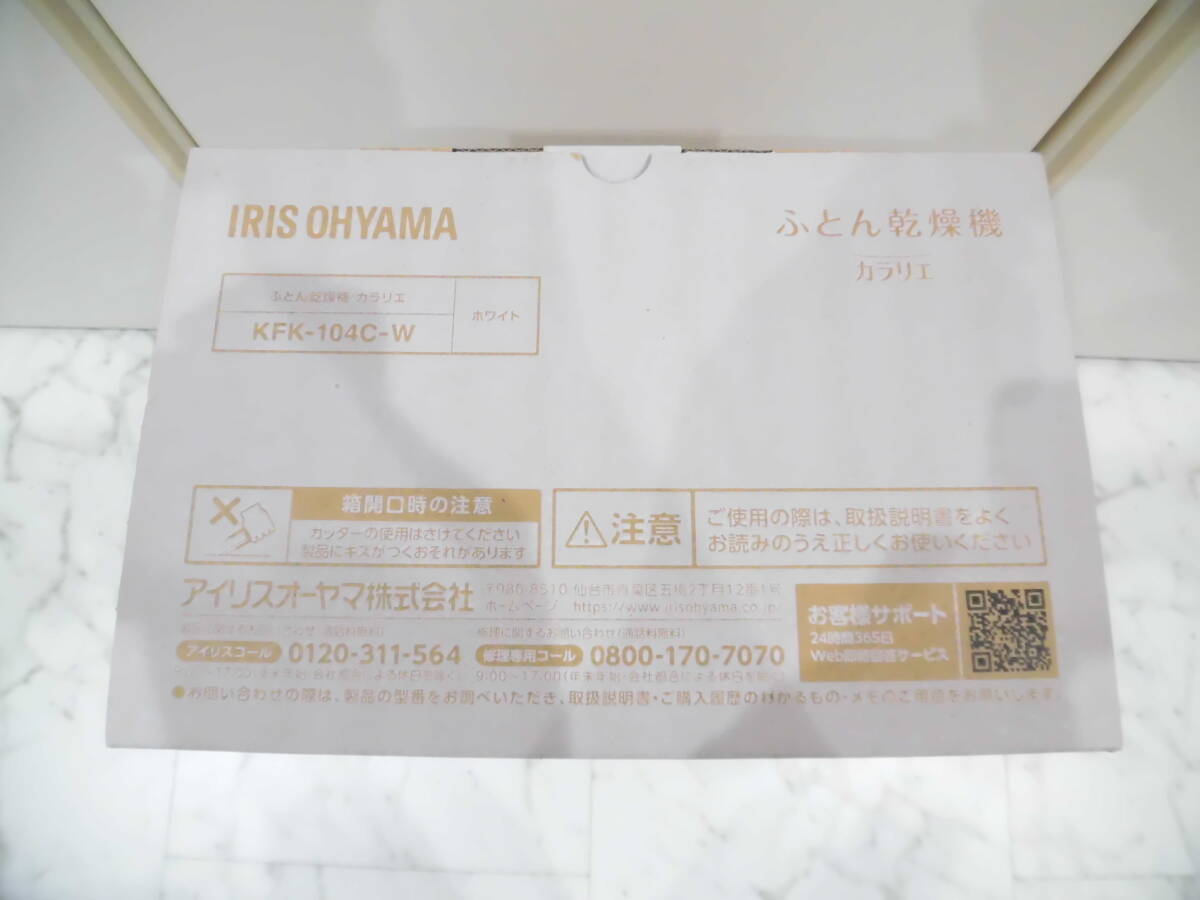 IRIS OHYAMA
ふとん乾燥機
カラリエ
ふとん乾燥機 カラリエ
KFK-104C-W
ホワイト
箱開口時の注意
カッターの使用はさけてください
製品にキズがつくおそれがあります
注意
ご使用の際は、取扱説明書をよく
お読みのうえ正しくお使いください
アイリスオーヤマ株式会社
〒980-8510 仙台市青葉区五橋2丁目12番1号
ホームページ https://www.irisohyama.co.jp/
お客様サポート
24時間365日
Web即時回答サービス
修理に関するお問い合わせ(通話料無料)
アイリスコール 0120-311-564
修理専用コール 0800-170-7070
9:00~17:00(年末年始・会社都合による休日を除く)
●お問い合わせの際は、製品の型番をお調べいただき、取扱説明書・ご購入履歴のわかるもの・メモのご用意をお願いします。